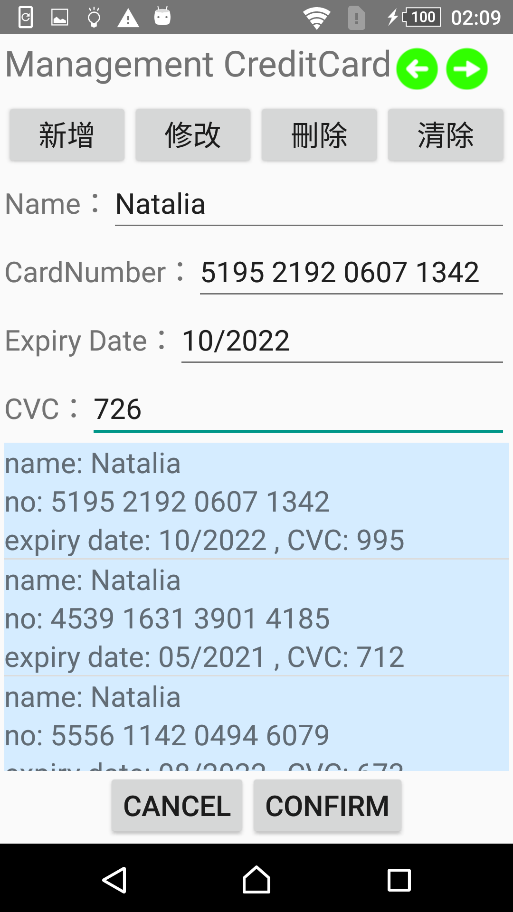 100 02:09
Management CreditCard
新增 修改 刪除 清除
Name： Natalia
CardNumber： 5195 2192 0607 1342
Expiry Date： 10/2022
CVC： 726
name: Natalia
no: 5195 2192 0607 1342
expiry date: 10/2022 , CVC: 995
name: Natalia
no: 4539 1631 3901 4185
expiry date: 05/2021 , CVC: 712
name: Natalia
no: 5556 1142 0494 6079
expiry date: , CVC:
CANCEL CONFIRM